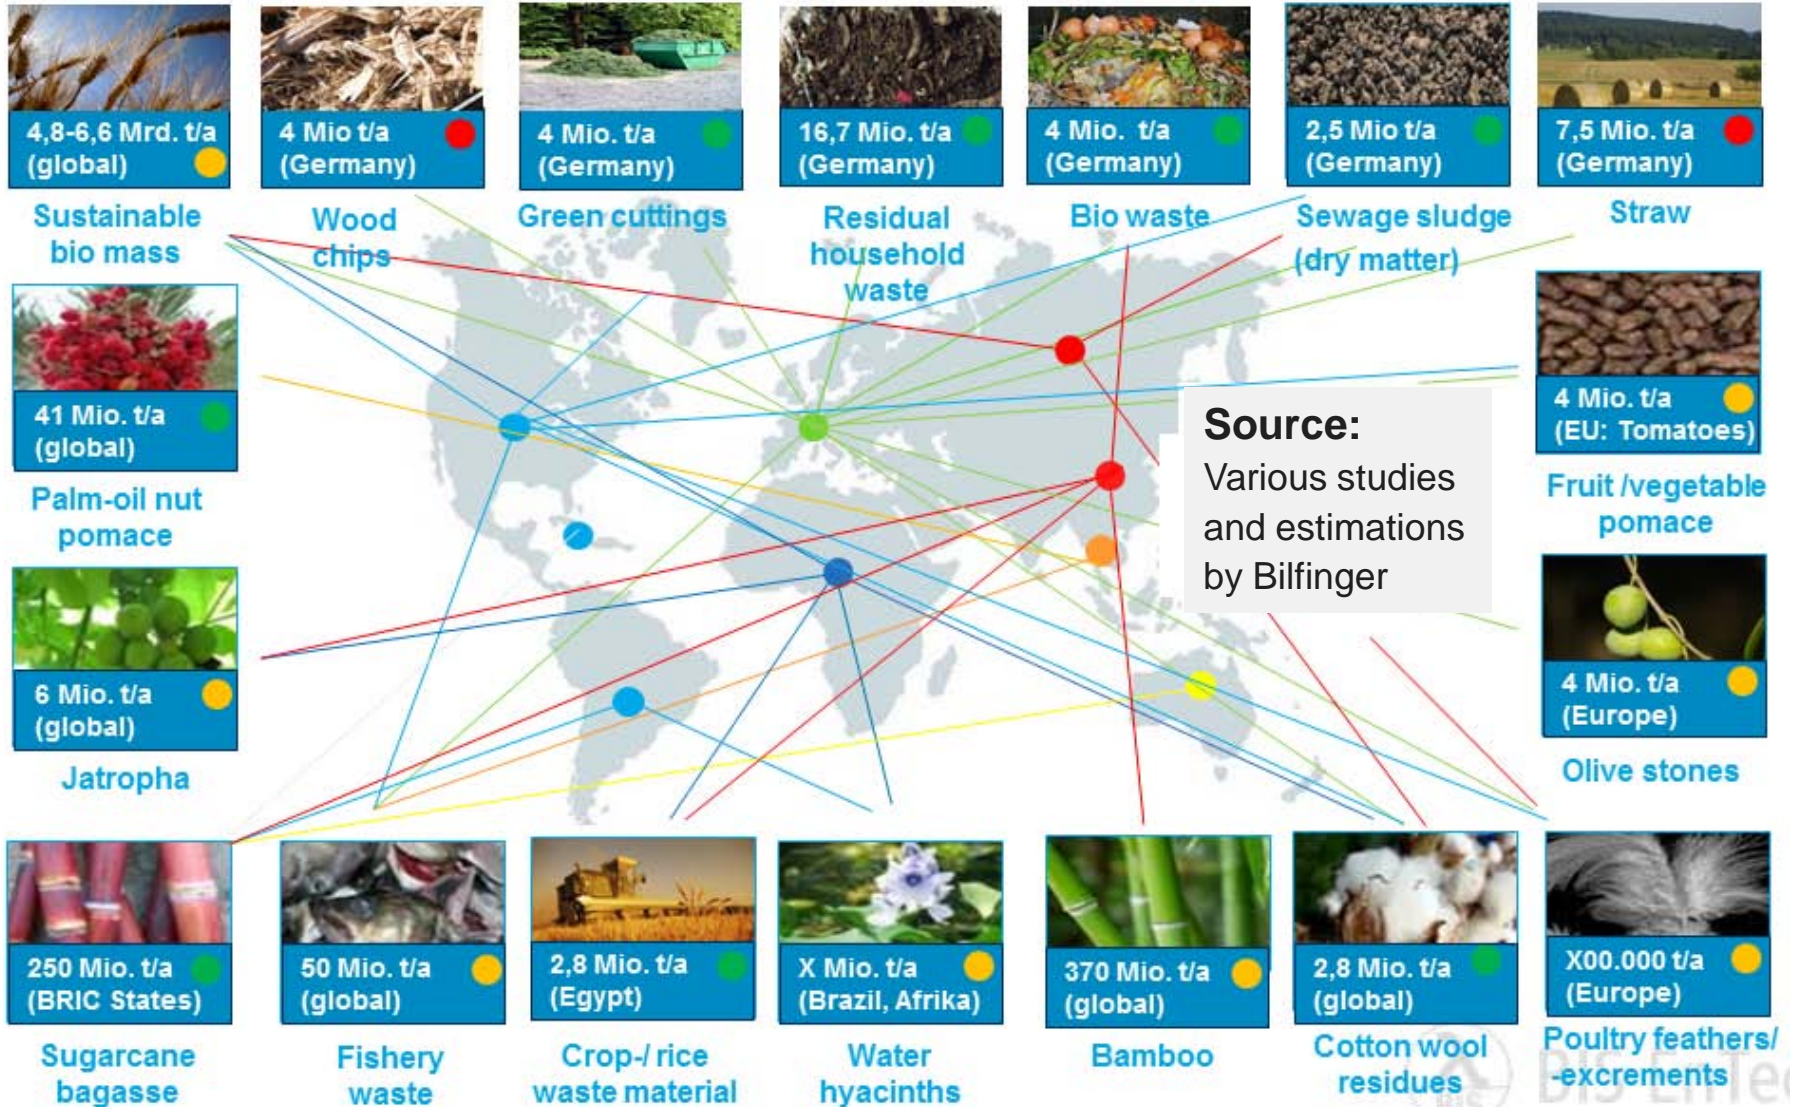 4,8-6,6 Mrd. t/a
(global)
Sustainable
bio mass
4 Mio t/a
(Germany)
Wood
chips
4 Mio. t/a
(Germany)
Green cuttings
16,7 Mio. t/a
(Germany)
Residual
household
waste
4 Mio. t/a
(Germany)
Bio waste
2,5 Mio t/a
(Germany)
Sewage sludge
(dry matter)
7,5 Mio. t/a
(Germany)
Straw
41 Mio. t/a
(global)
Palm-oil nut
pomace
Source:
Various studies
and estimations
by Bilfinger
4 Mio. t/a
(EU: Tomatoes)
Fruit /vegetable
pomace
6 Mio. t/a
(global)
Jatropha
4 Mio. t/a
(Europe)
Olive stones
250 Mio. t/a
(BRIC States)
Sugarcane
bagasse
50 Mio. t/a
(global)
Fishery
waste
2,8 Mio. t/a
(Egypt)
Crop-/ rice
waste material
X Mio. t/a
(Brazil, Afrika)
Water
hyacinths
370 Mio. t/a
(global)
Bamboo
2,8 Mio. t/a
(global)
Cotton wool
residues
X00.000 t/a
(Europe)
Poultry feathers/
-excrements
BIS EnTec